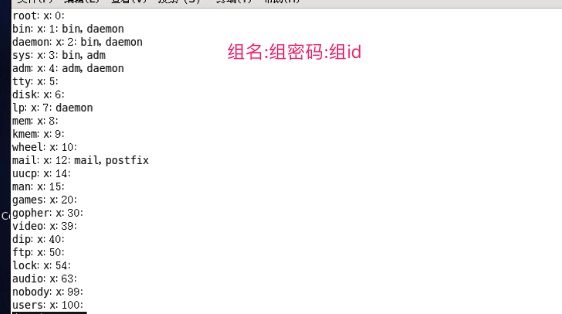 root: x: 0:
bin: x: 1: bin, daemon
daemon: x: 2: bin, daemon
sys: x: 3: bin, adm
adm: x: 4: adm, daemon
tty: x: 5:
disk: x: 6:
lp: x: 7: daemon
mem: x: 8:
kmem: x: 9:
wheel: x: 10:
mail: x: 12: mail, postfix
uucp: x: 14:
man: x: 15:
games: x: 20:
gopher: x: 30:
video: x: 39:
dip: x: 40:
ftp: x: 50:
lock: x: 54:
audio: x: 63:
nobody: x: 99:
users: x: 100:
组名:组密码:组id